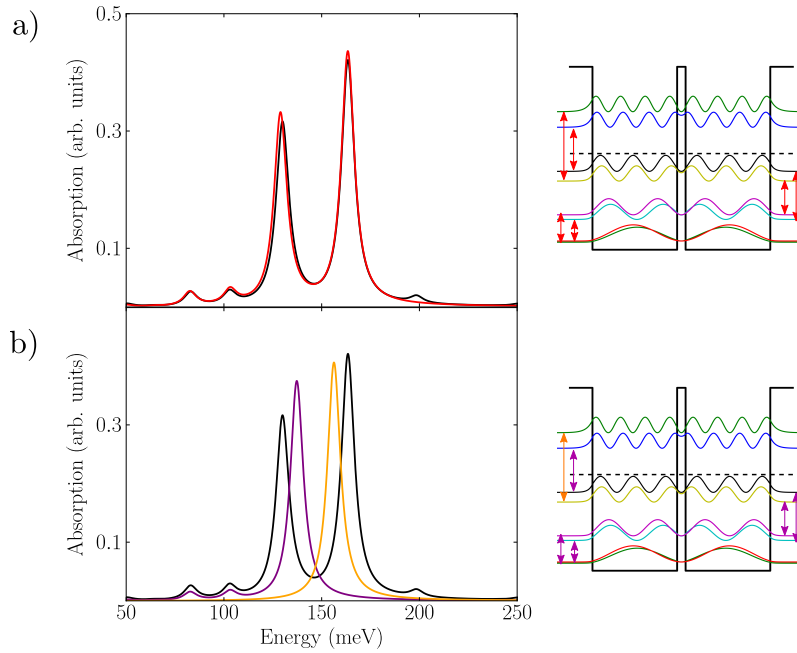 a)
0.5
0.3
0.1
Absorption (arb. units)
b)
0.3
0.1
Absorption (arb. units)
50 100 150 200 250
Energy (meV)